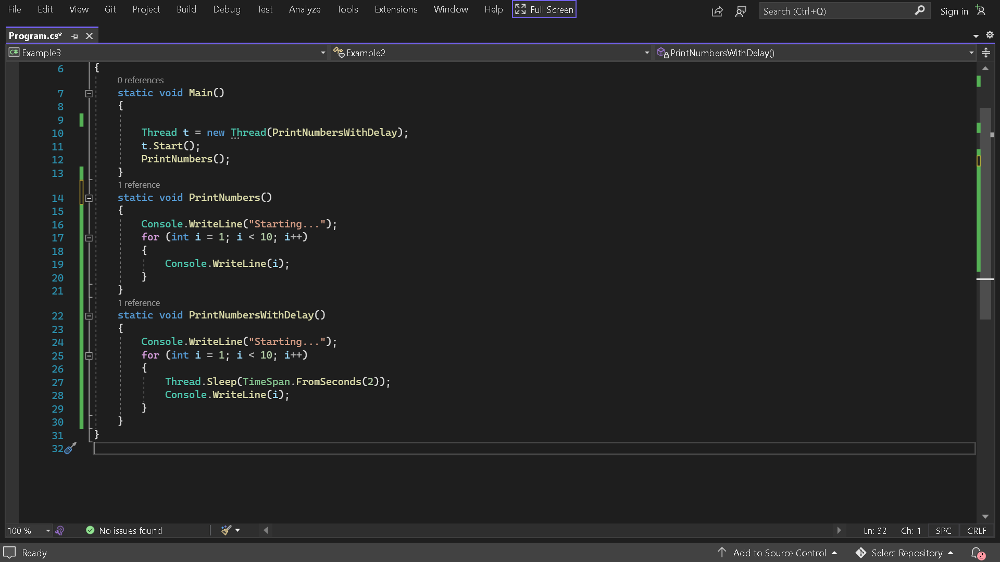 File Edit View Git Project Build Debug Test Analyze Tools Extensions Window Help Full Screen Search (Ctrl+Q) Sign in
Program.cs*
C# Example3 Example2 PrintNumbersWithDelay()
6 {
0 references
7 static void Main()
8 {
9
10 Thread t = new Thread(PrintNumbersWithDelay);
11 t.Start();
12 PrintNumbers();
13 }
1 reference
14 static void PrintNumbers()
15 {
16 Console.WriteLine("Starting...");
17 for (int i = 1; i < 10; i++)
18 {
19 Console.WriteLine(i);
20 }
21 }
1 reference
22 static void PrintNumbersWithDelay()
23 {
24 Console.WriteLine("Starting...");
25 for (int i = 1; i < 10; i++)
26 {
27 Thread.Sleep(TimeSpan.FromSeconds(2));
28 Console.WriteLine(i);
29 }
30 }
31 }
32
100 % No issues found Ln: 32 Ch: 1 SPC CRLF
Ready Add to Source Control Select Repository 2